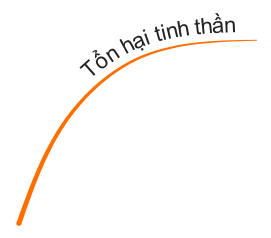 Tổn hại tinh thần